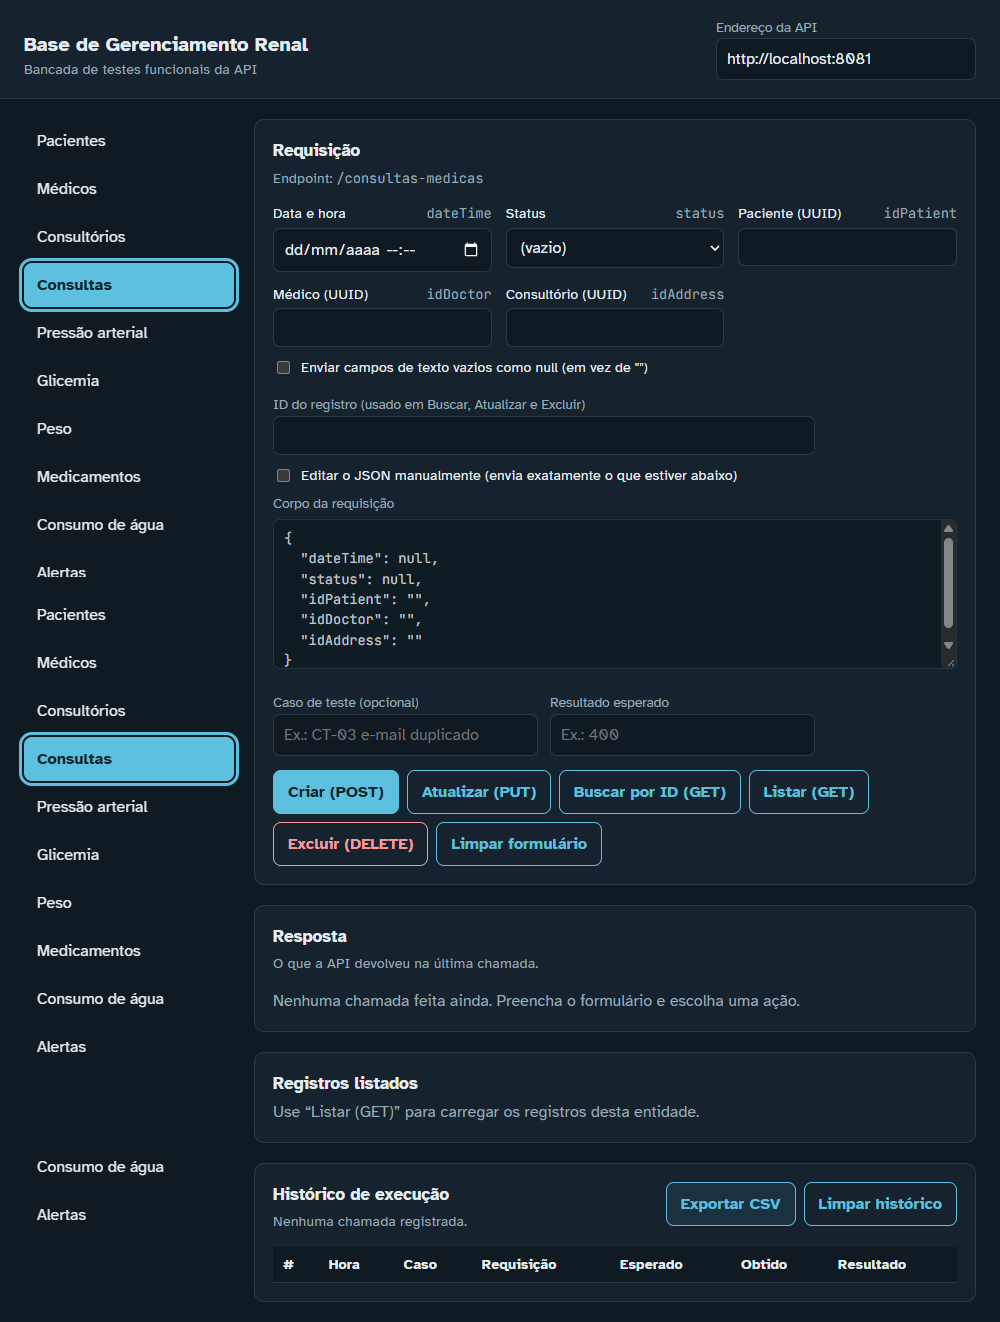 Base de Gerenciamento Renal
Bancada de testes funcionais da API
Endereço da API
http://localhost:8081
Pacientes
Médicos
Consultórios
Consultas
Pressão arterial
Glicemia
Peso
Medicamentos
Consumo de água
Alertas
Pacientes
Médicos
Consultórios
Consultas
Pressão arterial
Glicemia
Peso
Medicamentos
Consumo de água
Alertas
Consumo de água
Alertas
Requisição
Endpoint: /consultas-medicas
Data e hora dateTime Status status Paciente (UUID) idPatient
dd/mm/aaaa --:-- (vazio)
Médico (UUID) idDoctor Consultório (UUID) idAddress
Enviar campos de texto vazios como null (em vez de "")
ID do registro (usado em Buscar, Atualizar e Excluir)
Editar o JSON manualmente (envia exatamente o que estiver abaixo)
Corpo da requisição
{
  "dateTime": null,
  "status": null,
  "idPatient": "",
  "idDoctor": "",
  "idAddress": ""
}
Caso de teste (opcional) Resultado esperado
Ex.: CT-03 e-mail duplicado Ex.: 400
Criar (POST) Atualizar (PUT) Buscar por ID (GET) Listar (GET)
Excluir (DELETE) Limpar formulário
Resposta
O que a API devolveu na última chamada.
Nenhuma chamada feita ainda. Preencha o formulário e escolha uma ação.
Registros listados
Use “Listar (GET)” para carregar os registros desta entidade.
Histórico de execução
Nenhuma chamada registrada.
Exportar CSV Limpar histórico
# Hora Caso Requisição Esperado Obtido Resultado